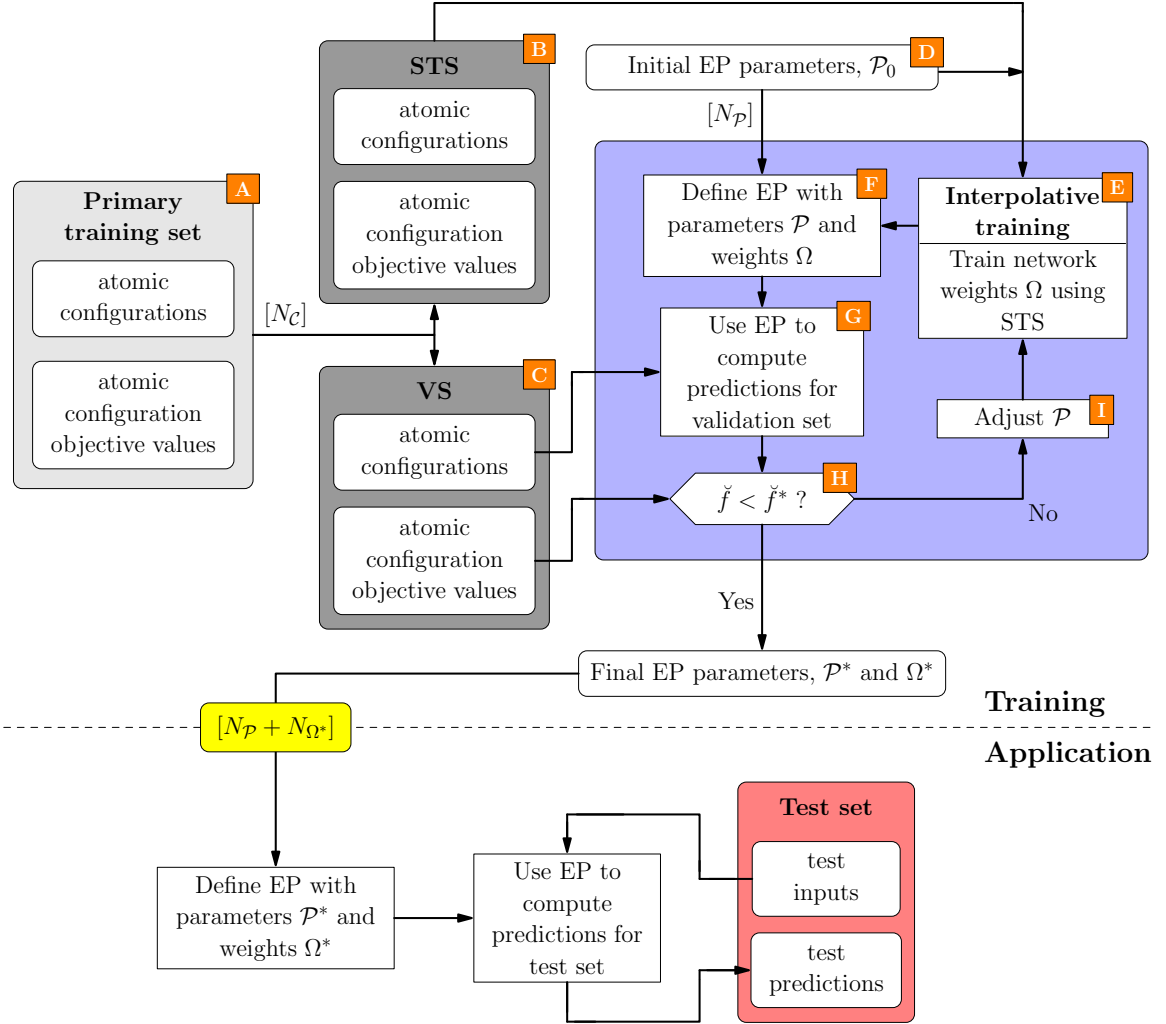 B
STS
atomic
configurations
atomic
configuration
objective values
D
Initial EP parameters, 𝒫₀
[N_𝒫]
A
Primary
training set
atomic
configurations
atomic
configuration
objective values
[N_𝒞]
C
VS
atomic
configurations
atomic
configuration
objective values
F
Define EP with
parameters 𝒫 and
weights Ω
E
Interpolative
training
Train network
weights Ω using
STS
G
Use EP to
compute
predictions for
validation set
I
Adjust 𝒫
H
f̆ < f̆* ?
No
Yes
Final EP parameters, 𝒫* and Ω*
Training
[N_𝒫 + N_Ω*]
Application
Define EP with
parameters 𝒫* and
weights Ω*
Use EP to
compute
predictions for
test set
Test set
test
inputs
test
predictions